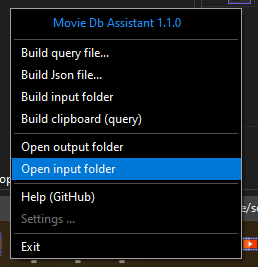 Movie Db Assistant 1.1.0
Build query file...
Build Json file...
Build input folder
Build clipboard (query)
Open output folder
op
Open input folder
Help (GitHub)
e/s
Settings ...
Exit